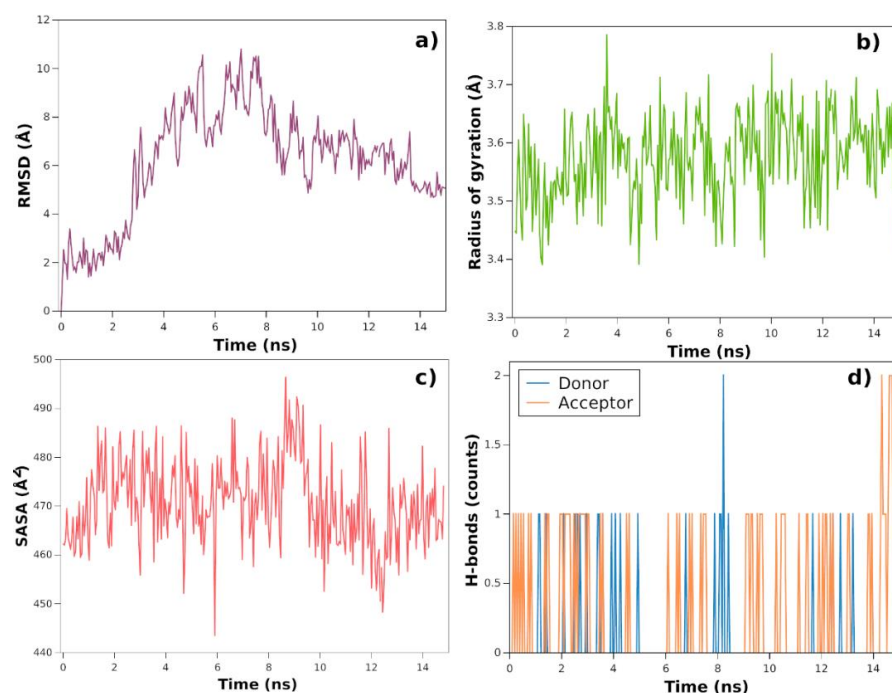 a)
RMSD (Å)
12
10
8
6
4
2
0
0 2 4 6 8 10 12 14
Time (ns)
b)
Radius of gyration (Å)
3.8
3.7
3.6
3.5
3.4
3.3
0 2 4 6 8 10 12 14
Time (ns)
c)
SASA (Å²)
500
490
480
470
460
450
440
0 2 4 6 8 10 12 14
Time (ns)
d)
Donor
Acceptor
H-bonds (counts)
2
1.5
1
0.5
0
0 2 4 6 8 10 12 14
Time (ns)